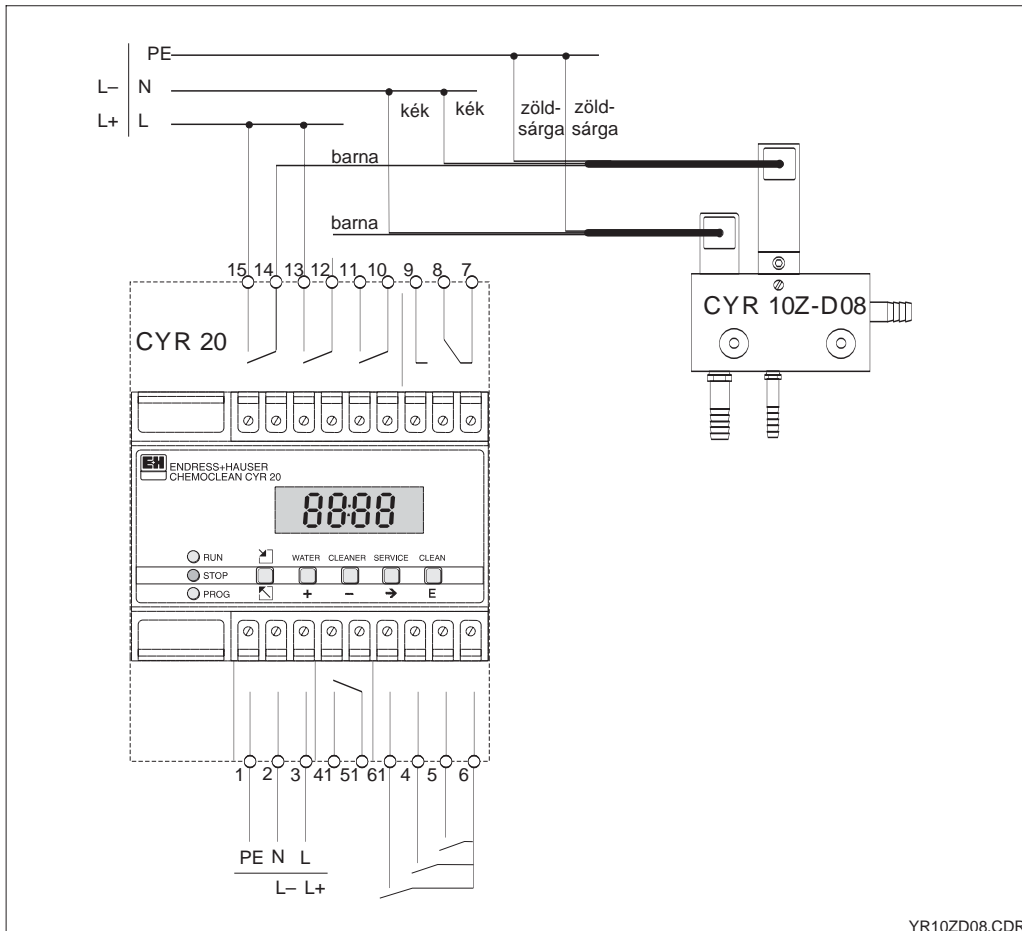 PE
L– N
kék kék zöld- zöld-
sárga sárga
L+ L
barna
barna
15 14 13 12 11 10 9 8 7
CYR 20
CYR 10Z-D08
E+H ENDRESS+HAUSER
CHEMOCLEAN CYR 20
88:88
RUN WATER CLEANER SERVICE CLEAN
STOP
PROG + – → E
1 2 3 41 51 61 4 5 6
PE N L
L– L+
YR10ZD08.CDR